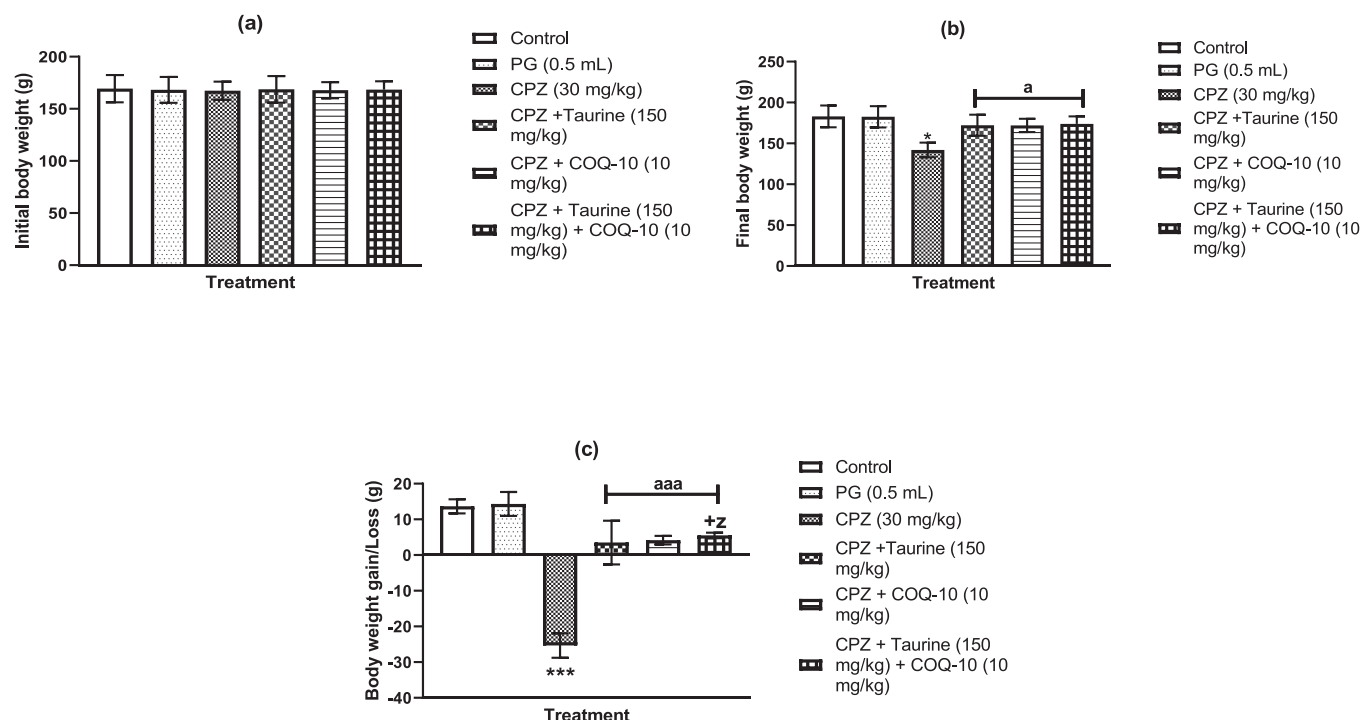 (a)
Initial body weight (g)
200
150
100
50
0
Treatment
Control
PG (0.5 mL)
CPZ (30 mg/kg)
CPZ +Taurine (150
mg/kg)
CPZ + COQ-10 (10
mg/kg)
CPZ + Taurine (150
mg/kg) + COQ-10 (10
mg/kg)
(b)
Final body weight (g)
250
200
150
100
50
0
*
a
Treatment
Control
PG (0.5 mL)
CPZ (30 mg/kg)
CPZ +Taurine (150
mg/kg)
CPZ + COQ-10 (10
mg/kg)
CPZ + Taurine (150
mg/kg) + COQ-10 (10
mg/kg)
(c)
Body weight gain/Loss (g)
20
10
0
-10
-20
-30
-40
aaa
+z
***
Treatment
Control
PG (0.5 mL)
CPZ (30 mg/kg)
CPZ +Taurine (150
mg/kg)
CPZ + COQ-10 (10
mg/kg)
CPZ + Taurine (150
mg/kg) + COQ-10 (10
mg/kg)